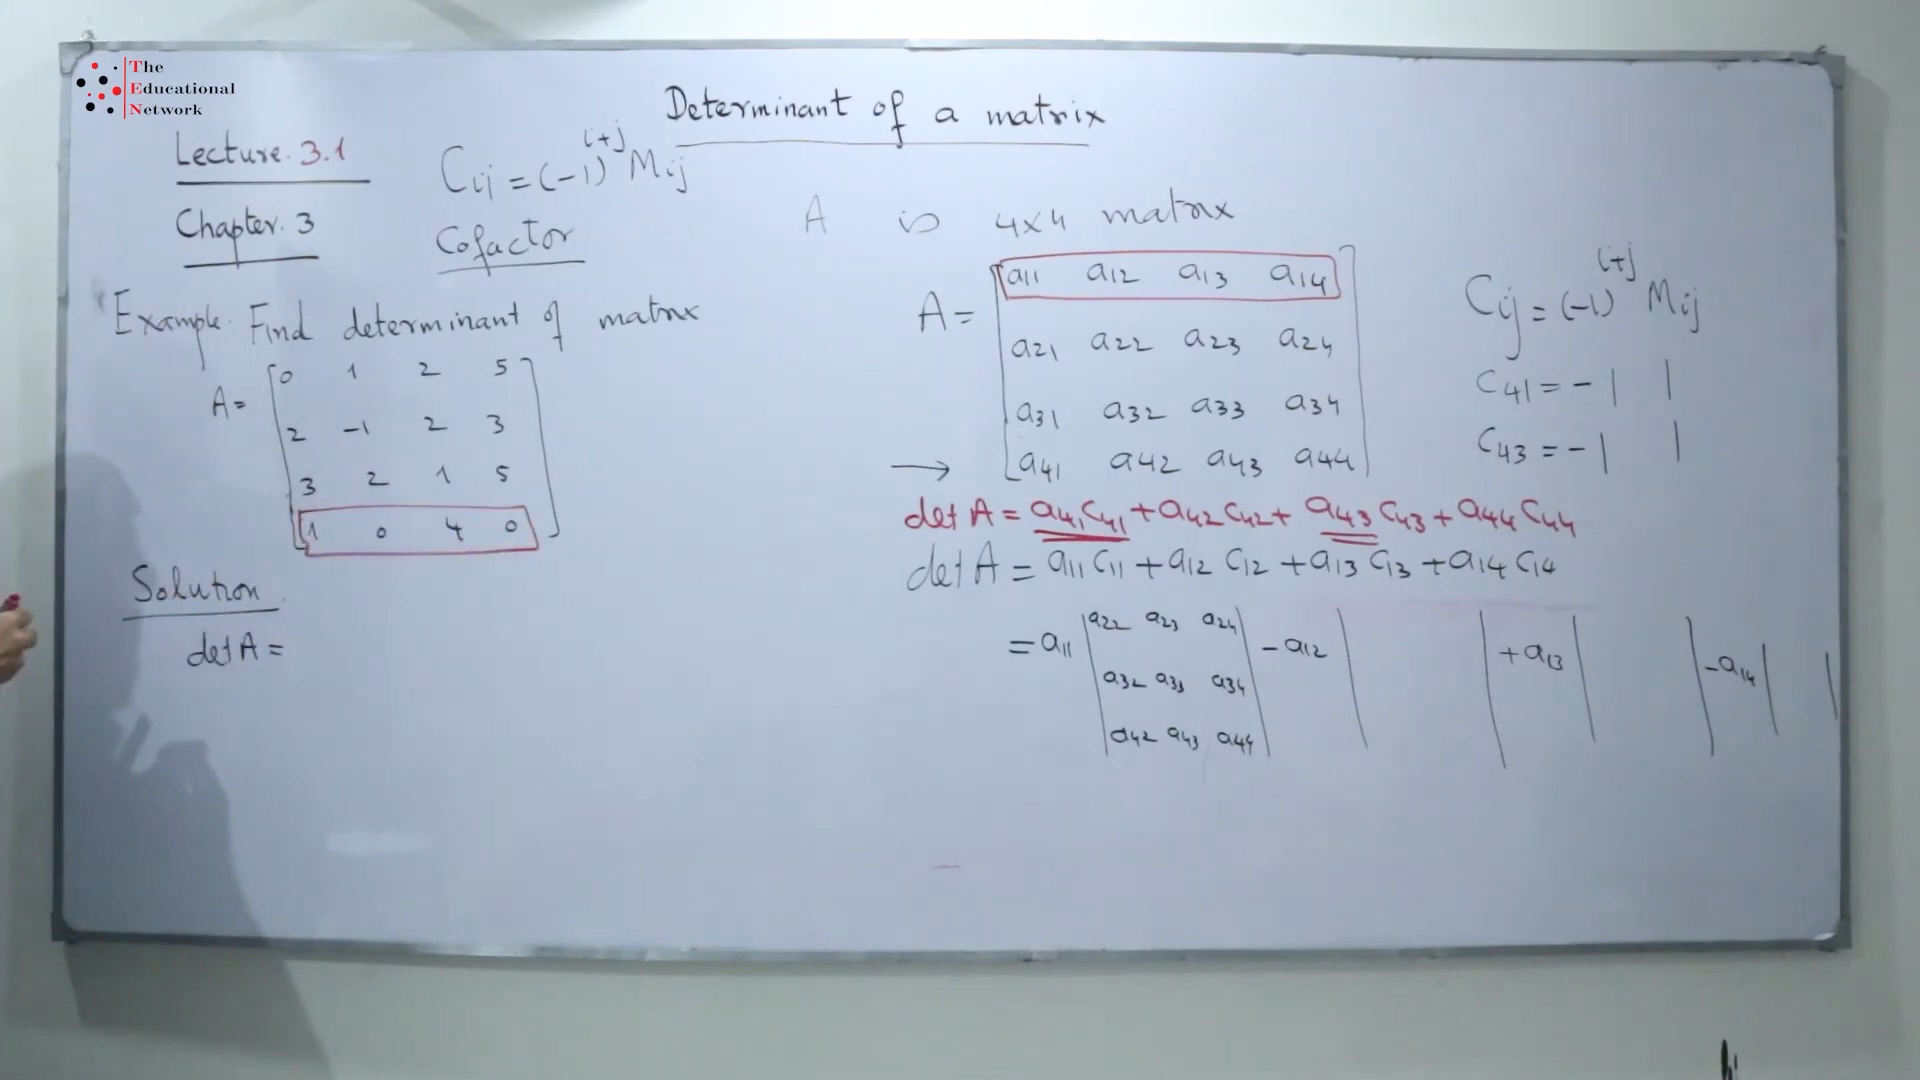 The
Educational
Network
Determinant of a matrix
Lecture. 3.1
Chapter. 3
Cij = (-1)^i+j Mij
Cofactor
Example. Find determinant of matrix
A=
0 1 2 5
2 -1 2 3
3 2 1 5
1 0 4 0
Solution
det A =
A is 4x4 matrix
A=
a11 a12 a13 a14
a21 a22 a23 a24
a31 a32 a33 a34
a41 a42 a43 a44
Cij = (-1)^i+j Mij
C41 = - | |
C43 = - | |
det A = a41 C41 + a42 C42 + a43 C43 + a44 C44
det A = a11 C11 + a12 C12 + a13 C13 + a14 C14
= a11 | a22 a23 a24 | - a12 | | + a13 | | - a14 | |
a32 a33 a34
a42 a43 a44